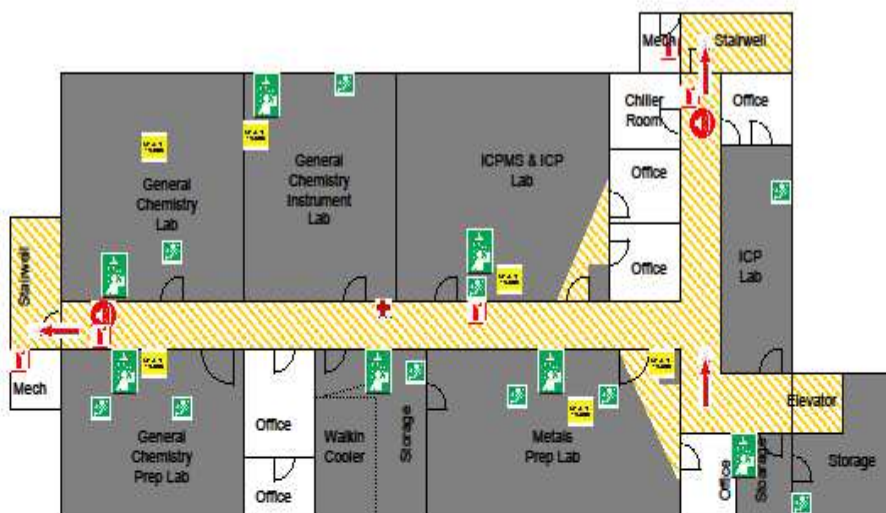 Mech
Stairwell
Chiller
Room
Office
General
Chemistry
Lab
General
Chemistry
Instrument
Lab
ICPMS & ICP
Lab
Office
Office
ICP
Lab
Stairwell
Mech
General
Chemistry
Prep Lab
Office
Office
Walkin
Cooler
Storage
Metals
Prep Lab
Elevator
Office
Stoarage
Storage